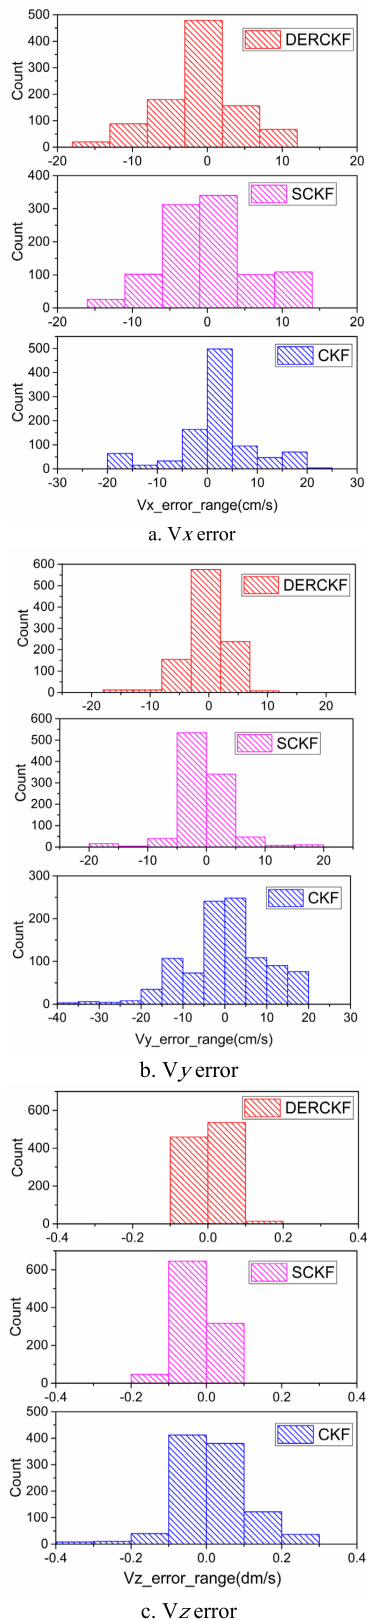 500
400
300
200
100
0
Count
DERCKF
-20 -10 0 10 20
400
300
200
100
0
Count
SCKF
-20 -10 0 10 20
500
400
300
200
100
0
Count
CKF
-30 -20 -10 0 10 20 30
Vx_error_range(cm/s)
a. Vx error
600
500
400
300
200
100
0
Count
DERCKF
-20 -10 0 10 20
600
500
400
300
200
100
0
Count
SCKF
-20 -10 0 10 20
300
200
100
0
Count
CKF
-40 -30 -20 -10 0 10 20 30
Vy_error_range(cm/s)
b. Vy error
600
400
200
0
Count
DERCKF
-0.4 -0.2 0.0 0.2 0.4
600
400
200
0
Count
SCKF
-0.4 -0.2 0.0 0.2 0.4
500
400
300
200
100
0
Count
CKF
-0.4 -0.2 0.0 0.2 0.4
Vz_error_range(dm/s)
c. Vz error